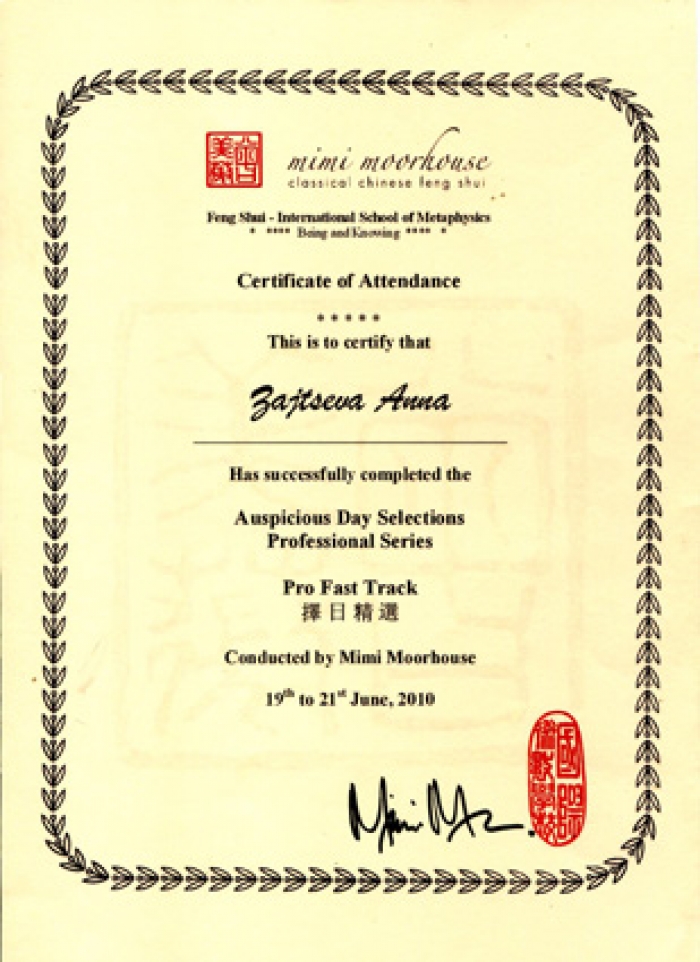 mimi moorhouse
classical chinese feng shui
Feng Shui - International School of Metaphysics
* **** Being and Knowing **** *
Certificate of Attendance
* * * * *
This is to certify that
Zajtseva Anna
Has successfully completed the
Auspicious Day Selections
Professional Series
Pro Fast Track
擇日精選
Conducted by Mimi Moorhouse
19th to 21st June, 2010